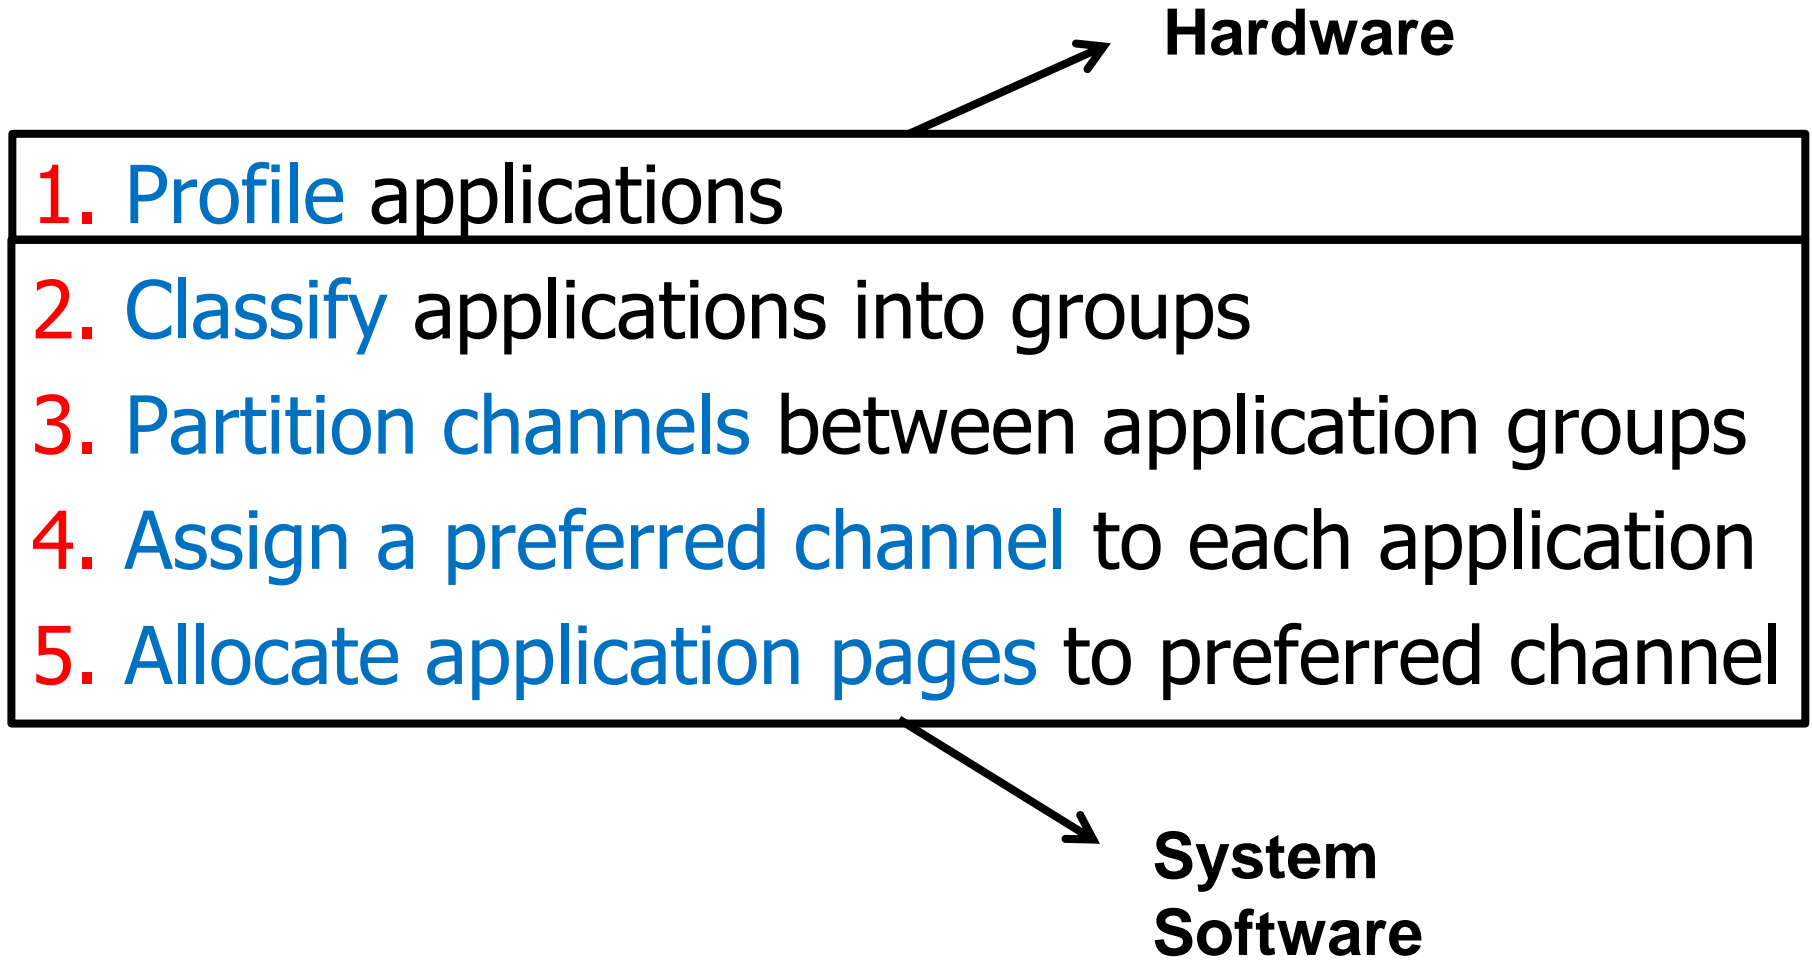 Hardware
1. Profile applications
2. Classify applications into groups
3. Partition channels between application groups
4. Assign a preferred channel to each application
5. Allocate application pages to preferred channel
System
Software